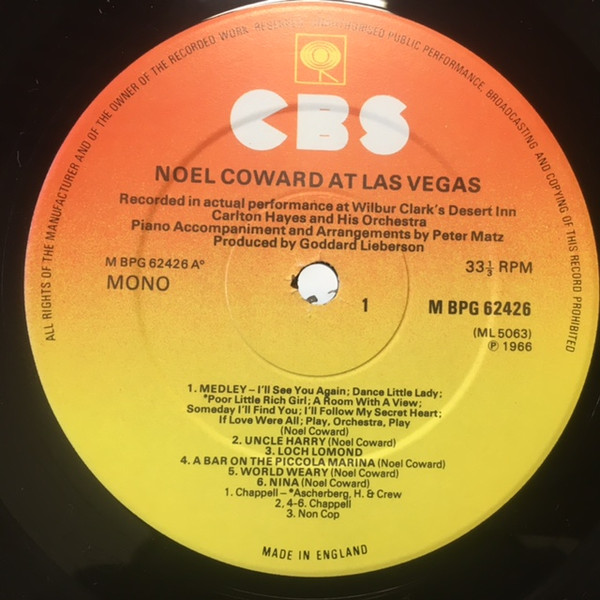 ALL RIGHTS OF THE MANUFACTURER AND OF THE OWNER OF THE RECORDED WORK RESERVED UNAUTHORISED PUBLIC PERFORMANCE, BROADCASTING AND COPYING OF THIS RECORD PROHIBITED
CBS
NOEL COWARD AT LAS VEGAS
Recorded in actual performance at Wilbur Clark's Desert Inn
Carlton Hayes and His Orchestra
Piano Accompaniment and Arrangements by Peter Matz
Produced by Goddard Lieberson
M BPG 62426 Aº
33⅓ RPM
MONO
1
M BPG 62426
(ML 5063)
℗ 1966
1. MEDLEY – I'll See You Again; Dance Little Lady;
*Poor Little Rich Girl; A Room With A View;
Someday I'll Find You; I'll Follow My Secret Heart;
If Love Were All; Play, Orchestra, Play
(Noel Coward)
2. UNCLE HARRY (Noel Coward)
3. LOCH LOMOND
4. A BAR ON THE PICCOLA MARINA (Noel Coward)
5. WORLD WEARY (Noel Coward)
6. NINA (Noel Coward)
1. Chappell – *Ascherberg, H. & Crew
2, 4-6. Chappell
3. Non Cop
MADE IN ENGLAND